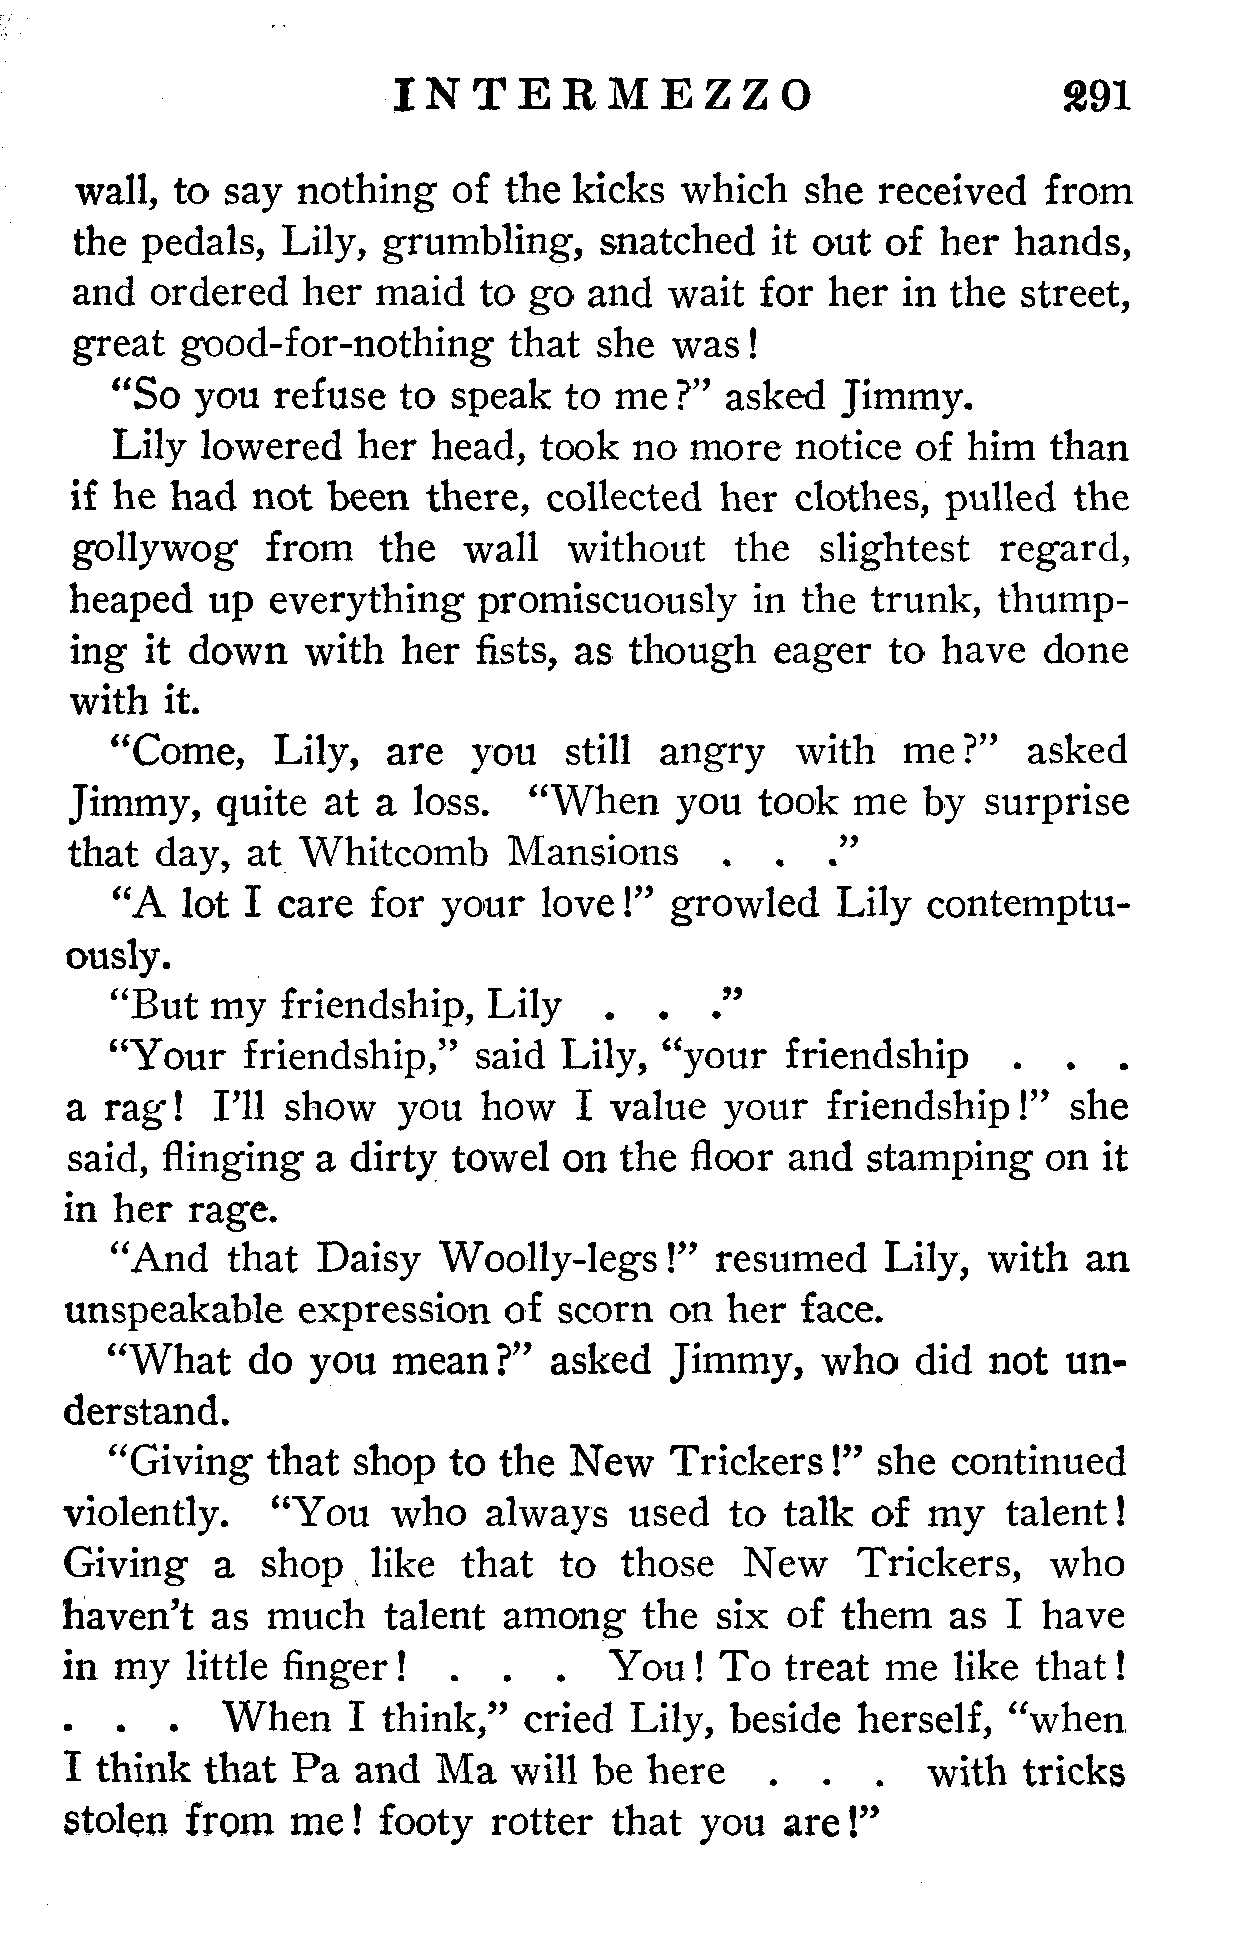 INTERMEZZO 291
wall, to say nothing of the kicks which she received from
the pedals, Lily, grumbling, snatched it out of her hands,
and ordered her maid to go and wait for her in the street,
great good-for-nothing that she was!
“So you refuse to speak to me?” asked Jimmy.
Lily lowered her head, took no more notice of him than
if he had not been there, collected her clothes, pulled the
gollywog from the wall without the slightest regard,
heaped up everything promiscuously in the trunk, thump-
ing it down with her fists, as though eager to have done
with it.
“Come, Lily, are you still angry with me?” asked
Jimmy, quite at a loss. “When you took me by surprise
that day, at Whitcomb Mansions . . .”
“A lot I care for your love!” growled Lily contemptu-
ously.
“But my friendship, Lily . . .”
“Your friendship,” said Lily, “your friendship . . .
a rag! I’ll show you how I value your friendship!” she
said, flinging a dirty towel on the floor and stamping on it
in her rage.
“And that Daisy Woolly-legs!” resumed Lily, with an
unspeakable expression of scorn on her face.
“What do you mean?” asked Jimmy, who did not un-
derstand.
“Giving that shop to the New Trickers!” she continued
violently. “You who always used to talk of my talent!
Giving a shop like that to those New Trickers, who
haven’t as much talent among the six of them as I have
in my little finger! . . . You! To treat me like that!
. . . When I think,” cried Lily, beside herself, “when
I think that Pa and Ma will be here . . . with tricks
stolen from me! footy rotter that you are!”